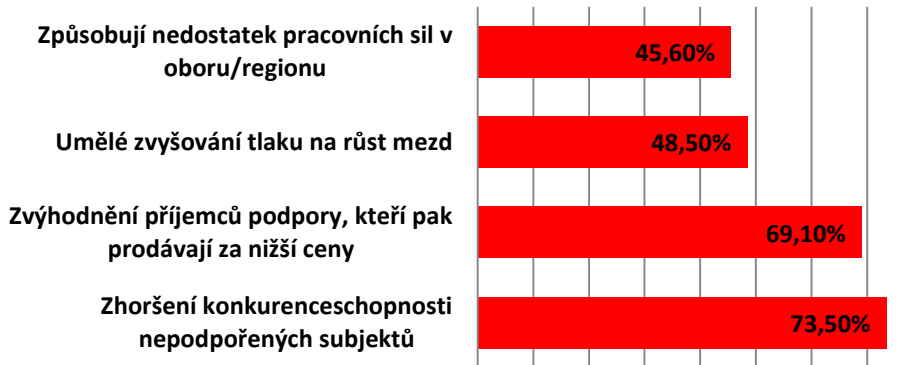 Způsobují nedostatek pracovních sil v
oboru/regionu
45,60%
Umělé zvyšování tlaku na růst mezd
48,50%
Zvýhodnění příjemců podpory, kteří pak
prodávají za nižší ceny
69,10%
Zhoršení konkurenceschopnosti
nepodpořených subjektů
73,50%